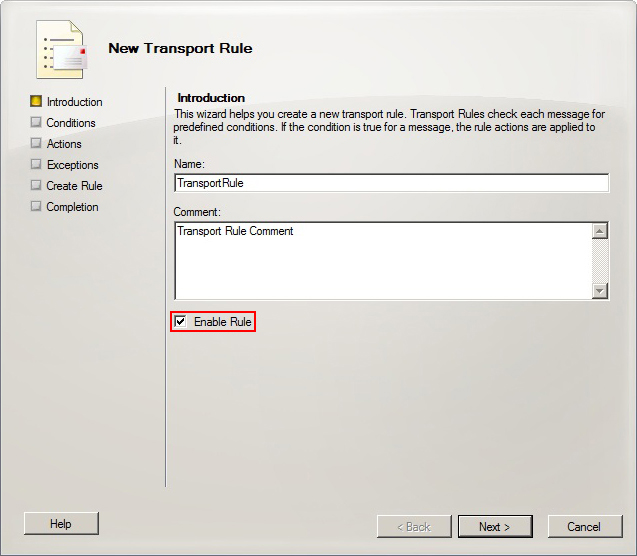 New Transport Rule
Introduction
Conditions
Actions
Exceptions
Create Rule
Completion
Introduction
This wizard helps you create a new transport rule. Transport Rules check each message for
predefined conditions. If the condition is true for a message, the rule actions are applied to
it.
Name:
TransportRule
Comment:
Transport Rule Comment
Enable Rule
Help
< Back
Next >
Cancel